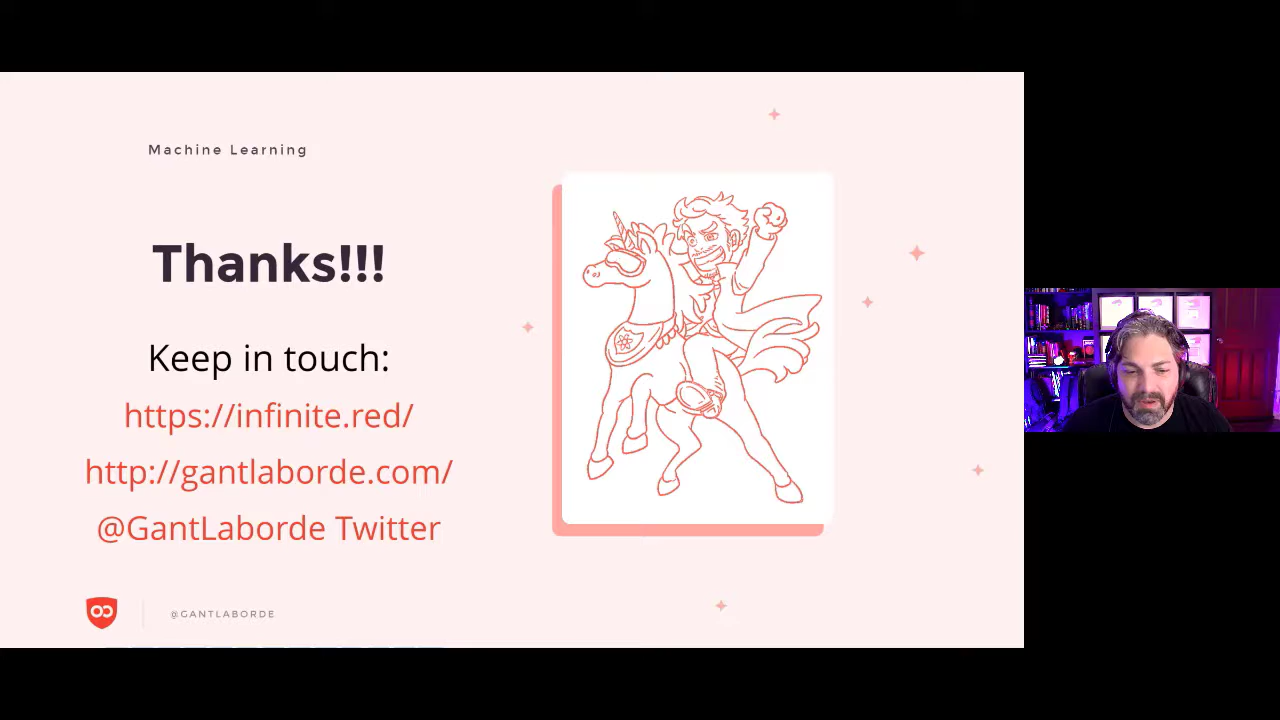 Machine Learning
Thanks!!!
Keep in touch:
https://infinite.red/
http://gantlaborde.com/
@GantLaborde Twitter
@GANTLABORDE